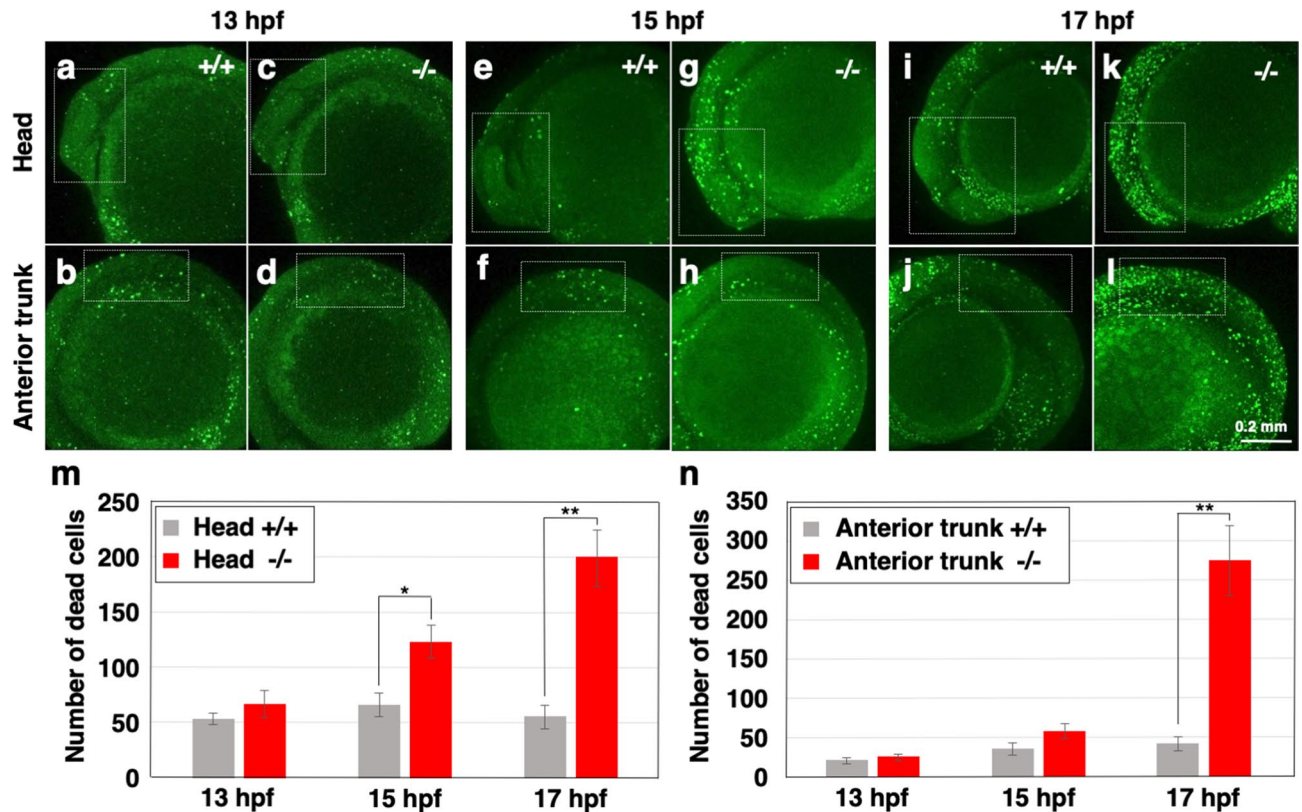 13 hpf 15 hpf 17 hpf
a +/+ c -/- e +/+ g -/- i +/+ k -/-
Head
b d f h j l
Anterior trunk
0.2 mm
m
Number of dead cells
250
200
150
100
50
0
Head +/+
Head -/-
*
**
13 hpf 15 hpf 17 hpf
n
Number of dead cells
350
300
250
200
150
100
50
0
Anterior trunk +/+
Anterior trunk -/-
**
13 hpf 15 hpf 17 hpf